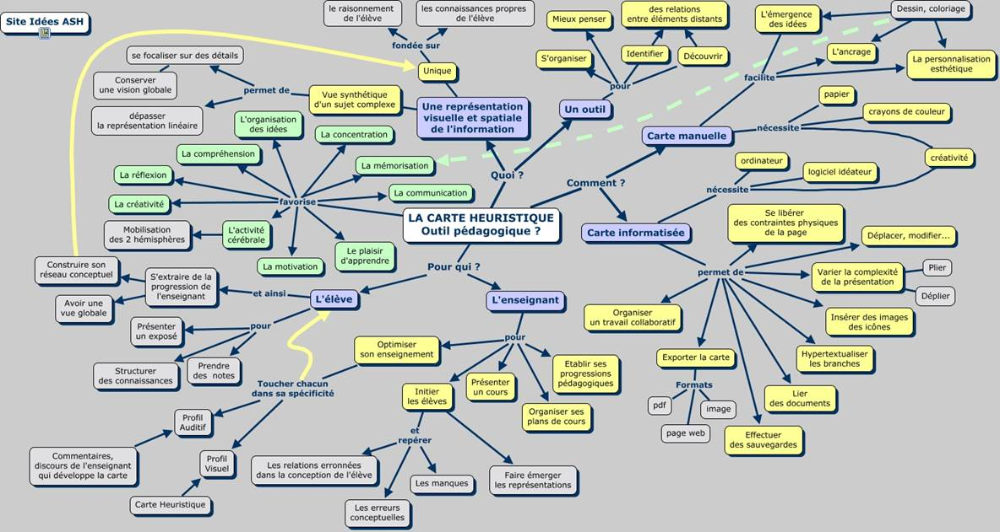 Site Idées ASH
le raisonnement
de l'élève
les connaissances propres
de l'élève
fondée sur
Unique
se focaliser sur des détails
Conserver
une vision globale
permet de
dépasser
la représentation linéaire
Vue synthétique
d'un sujet complexe
Une représentation
visuelle et spatiale
de l'information
Mieux penser
des relations
entre éléments distants
S'organiser
Identifier
Découvrir
pour
Un outil
Quoi ?
L'émergence
des idées
Dessin, coloriage
L'ancrage
La personnalisation
esthétique
facilite
papier
crayons de couleur
nécessite
Carte manuelle
créativité
ordinateur
logiciel idéateur
nécessite
Comment ?
Carte informatisée
L'organisation
des idées
La concentration
La compréhension
La mémorisation
La réflexion
La communication
La créativité
favorise
Mobilisation
des 2 hémisphères
L'activité
cérébrale
Le plaisir
d'apprendre
La motivation
LA CARTE HEURISTIQUE
Outil pédagogique ?
Pour qui ?
Se libérer
des contraintes physiques
de la page
Déplacer, modifier...
permet de
Varier la complexité
de la présentation
Plier
Déplier
Organiser
un travail collaboratif
Insérer des images
des icônes
Exporter la carte
Hypertextualiser
les branches
Formats
pdf
image
page web
Lier
des documents
Effectuer
des sauvegardes
Construire son
réseau conceptuel
S'extraire de la
progression de
l'enseignant
et ainsi
L'élève
Avoir une
vue globale
Présenter
un exposé
pour
Structurer
des connaissances
Prendre
des notes
L'enseignant
pour
Optimiser
son enseignement
Toucher chacun
dans sa spécificité
Initier
les élèves
Présenter
un cours
Etablir ses
progressions
pédagogiques
Organiser ses
plans de cours
Profil
Auditif
Commentaires,
discours de l'enseignant
qui développe la carte
Profil
Visuel
Carte Heuristique
et
repérer
Les relations erronnées
dans la conception de l'élève
Les manques
Faire émerger
les représentations
Les erreurs
conceptuelles